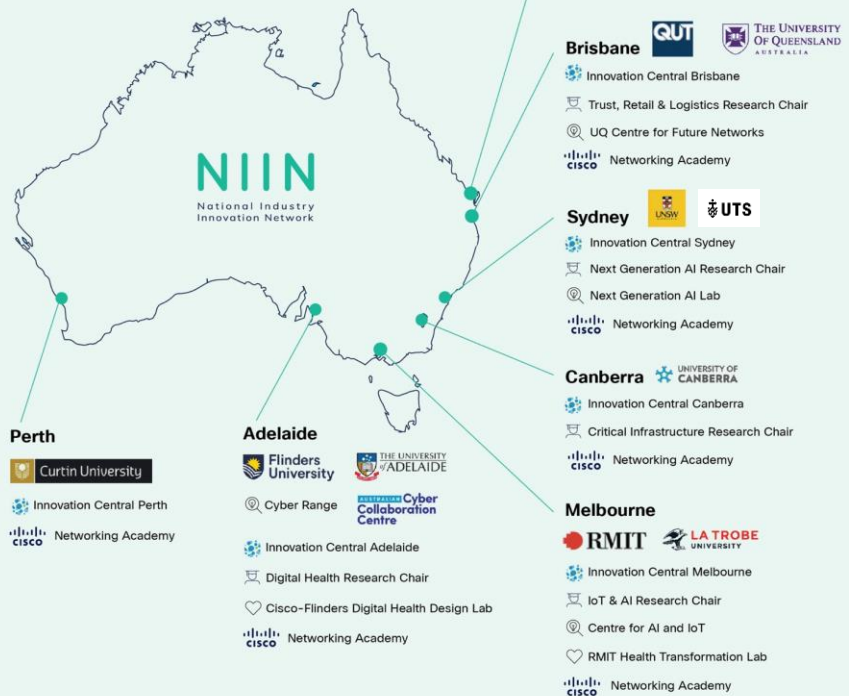 NIIN
National Industry
Innovation Network
Brisbane
QUT
THE UNIVERSITY
OF QUEENSLAND
AUSTRALIA
Innovation Central Brisbane
Trust, Retail & Logistics Research Chair
UQ Centre for Future Networks
CISCO Networking Academy
Sydney
UNSW
UTS
Innovation Central Sydney
Next Generation AI Research Chair
Next Generation AI Lab
CISCO Networking Academy
Canberra
UNIVERSITY OF
CANBERRA
Innovation Central Canberra
Critical Infrastructure Research Chair
CISCO Networking Academy
Melbourne
RMIT
LA TROBE
UNIVERSITY
Innovation Central Melbourne
IoT & AI Research Chair
Centre for AI and IoT
RMIT Health Transformation Lab
CISCO Networking Academy
Adelaide
Flinders
University
THE UNIVERSITY
of ADELAIDE
Cyber Range
AUSTRALIAN Cyber
Collaboration
Centre
Innovation Central Adelaide
Digital Health Research Chair
Cisco-Flinders Digital Health Design Lab
CISCO Networking Academy
Perth
Curtin University
Innovation Central Perth
CISCO Networking Academy